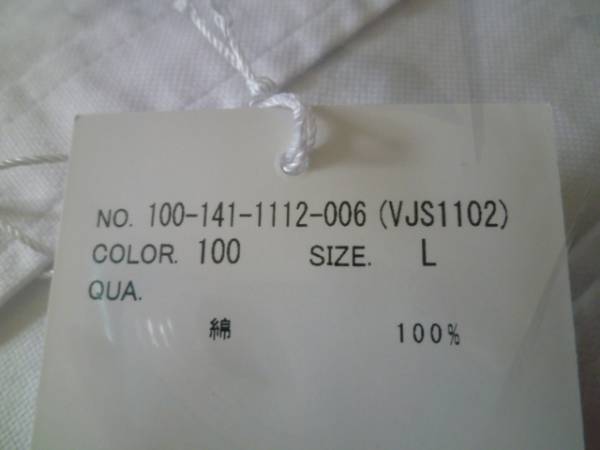 NO. 100-141-1112-006 (VJS1102)
COLOR. 100 SIZE. L
QUA.
綿 100%